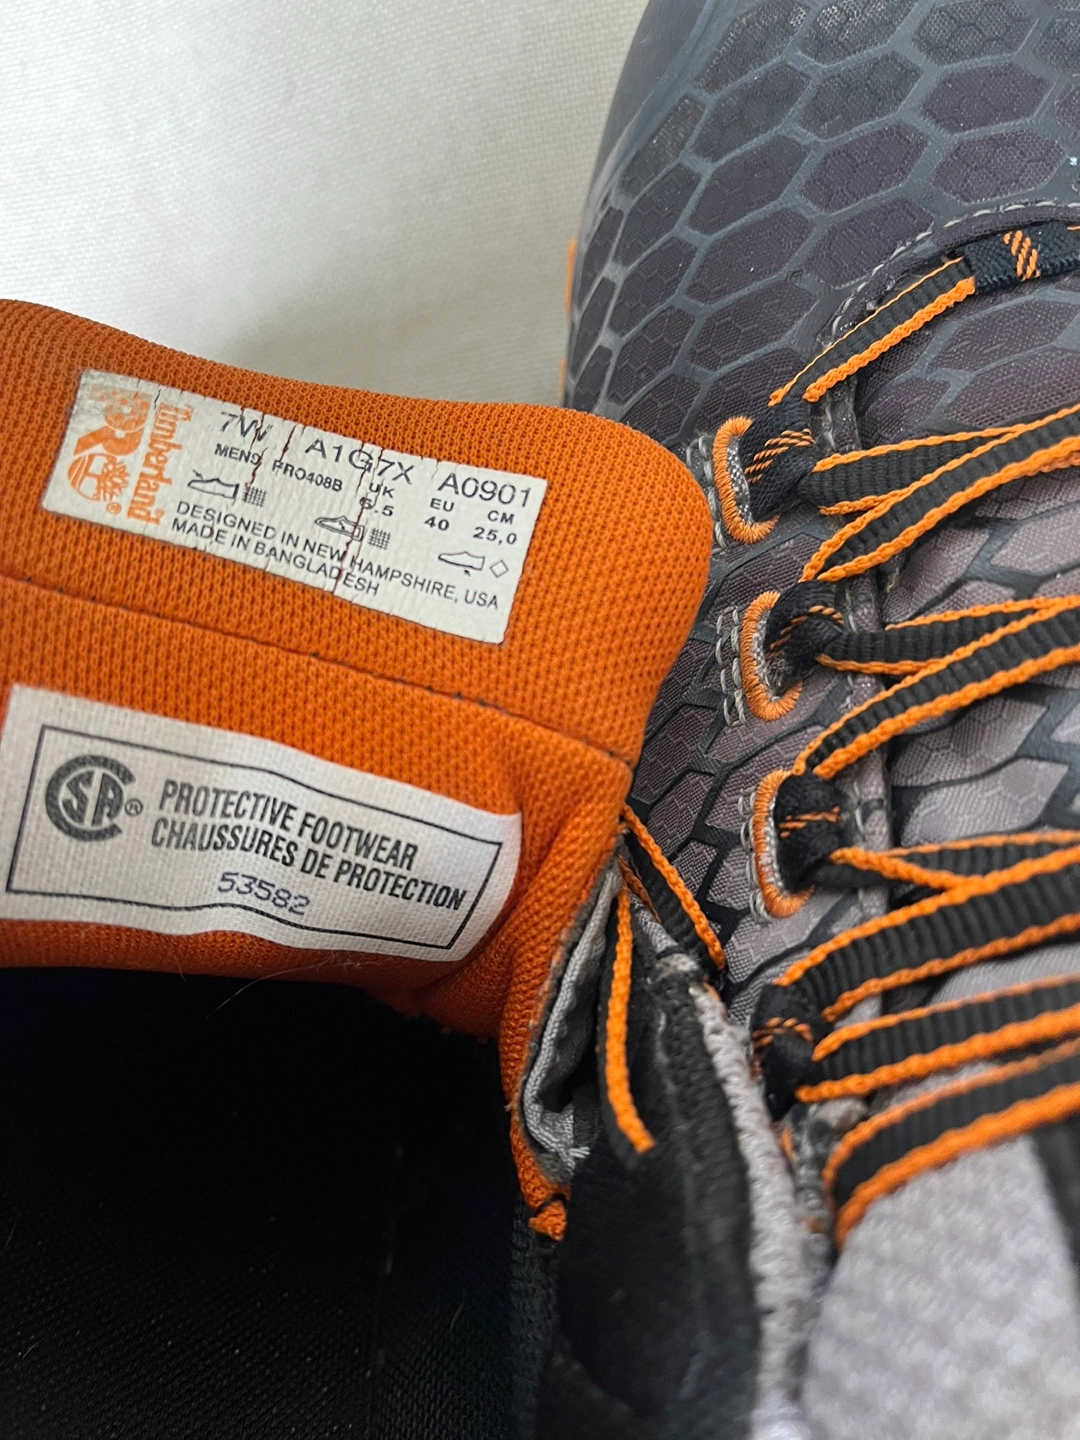 PRO
Timberland
7W A1G7X A0901
MENS PRO408B UK EU CM
6.5 40 25,0
DESIGNED IN NEW HAMPSHIRE, USA
MADE IN BANGLADESH
CSA® PROTECTIVE FOOTWEAR
CHAUSSURES DE PROTECTION
53582